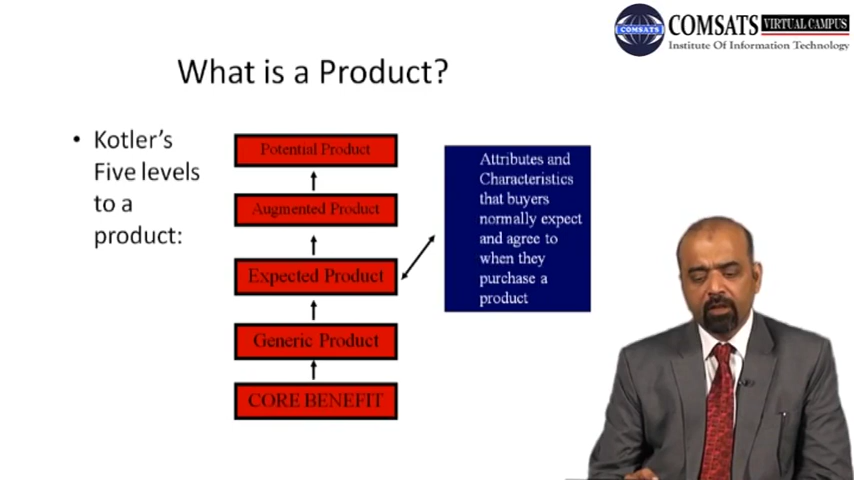 COMSATS VIRTUAL CAMPUS
COMSATS
Institute Of Information Technology
What is a Product?
• Kotler's
Five levels
to a
product:
Potential Product
Augmented Product
Expected Product
Generic Product
CORE BENEFIT
Attributes and
Characteristics
that buyers
normally expect
and agree to
when they
purchase a
product